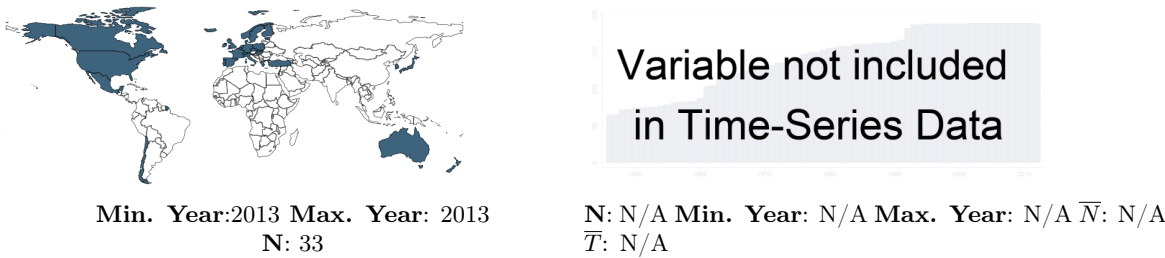 Variable not included
in Time-Series Data
Min. Year:2013 Max. Year: 2013
N: 33
N: N/A Min. Year: N/A Max. Year: N/A N̅: N/A
T̅: N/A